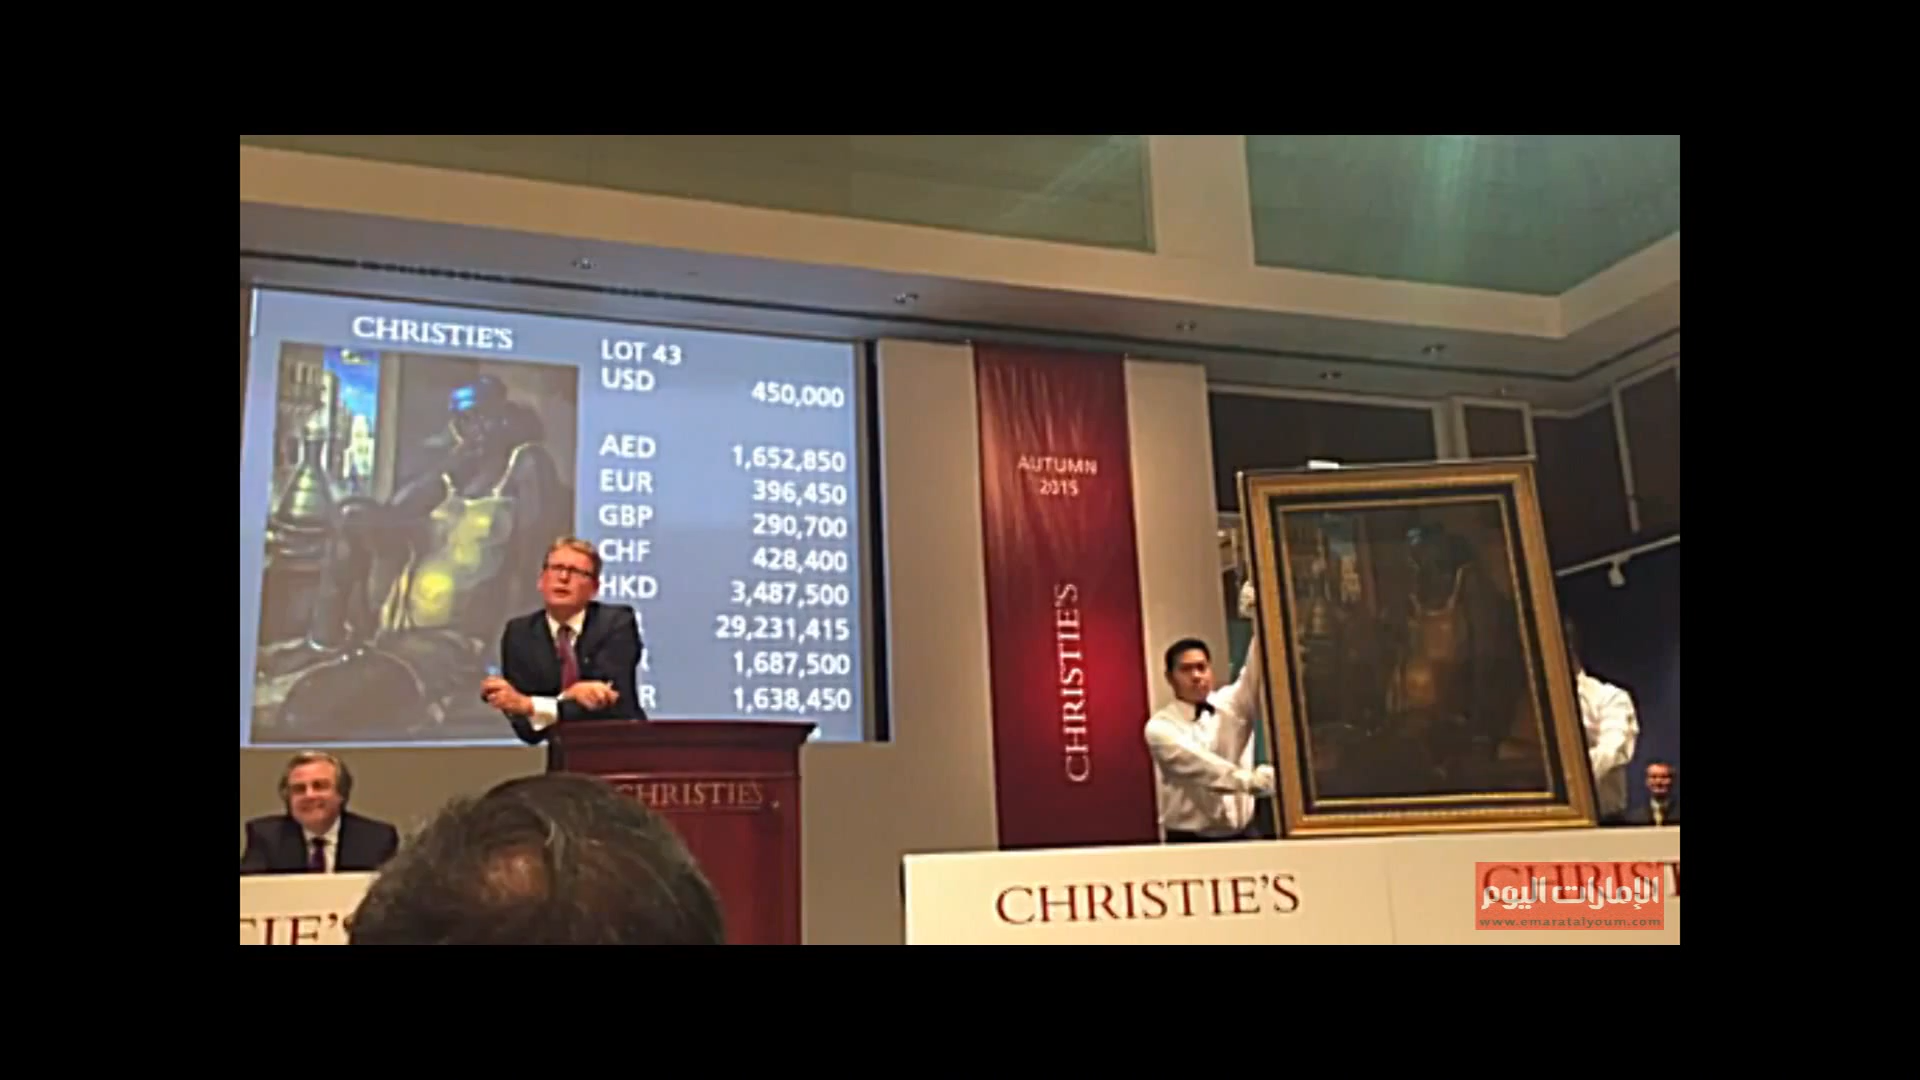 CHRISTIE'S
LOT 43
USD 450,000
AED 1,652,850
EUR 396,450
GBP 290,700
CHF 428,400
HKD 3,487,500
29,231,415
1,687,500
R 1,638,450
AUTUMN
2015
CHRISTIE'S
CHRISTIE'S
CHRISTIE'S
CHRIST
TIE'S
الإمارات اليوم
www.emaratalyoum.com